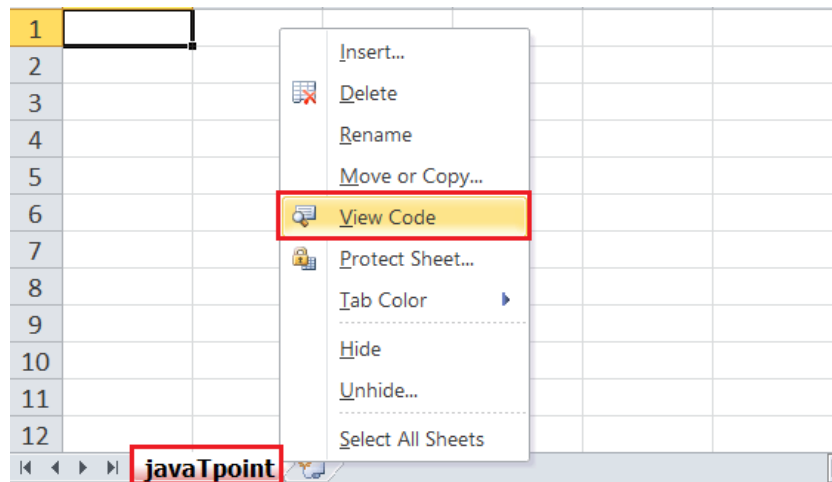 1
Insert...
2
3
Delete
4
Rename
5
Move or Copy...
6
View Code
7
Protect Sheet...
8
Tab Color
9
10
Hide
11
Unhide...
12
Select All Sheets
javaTpoint